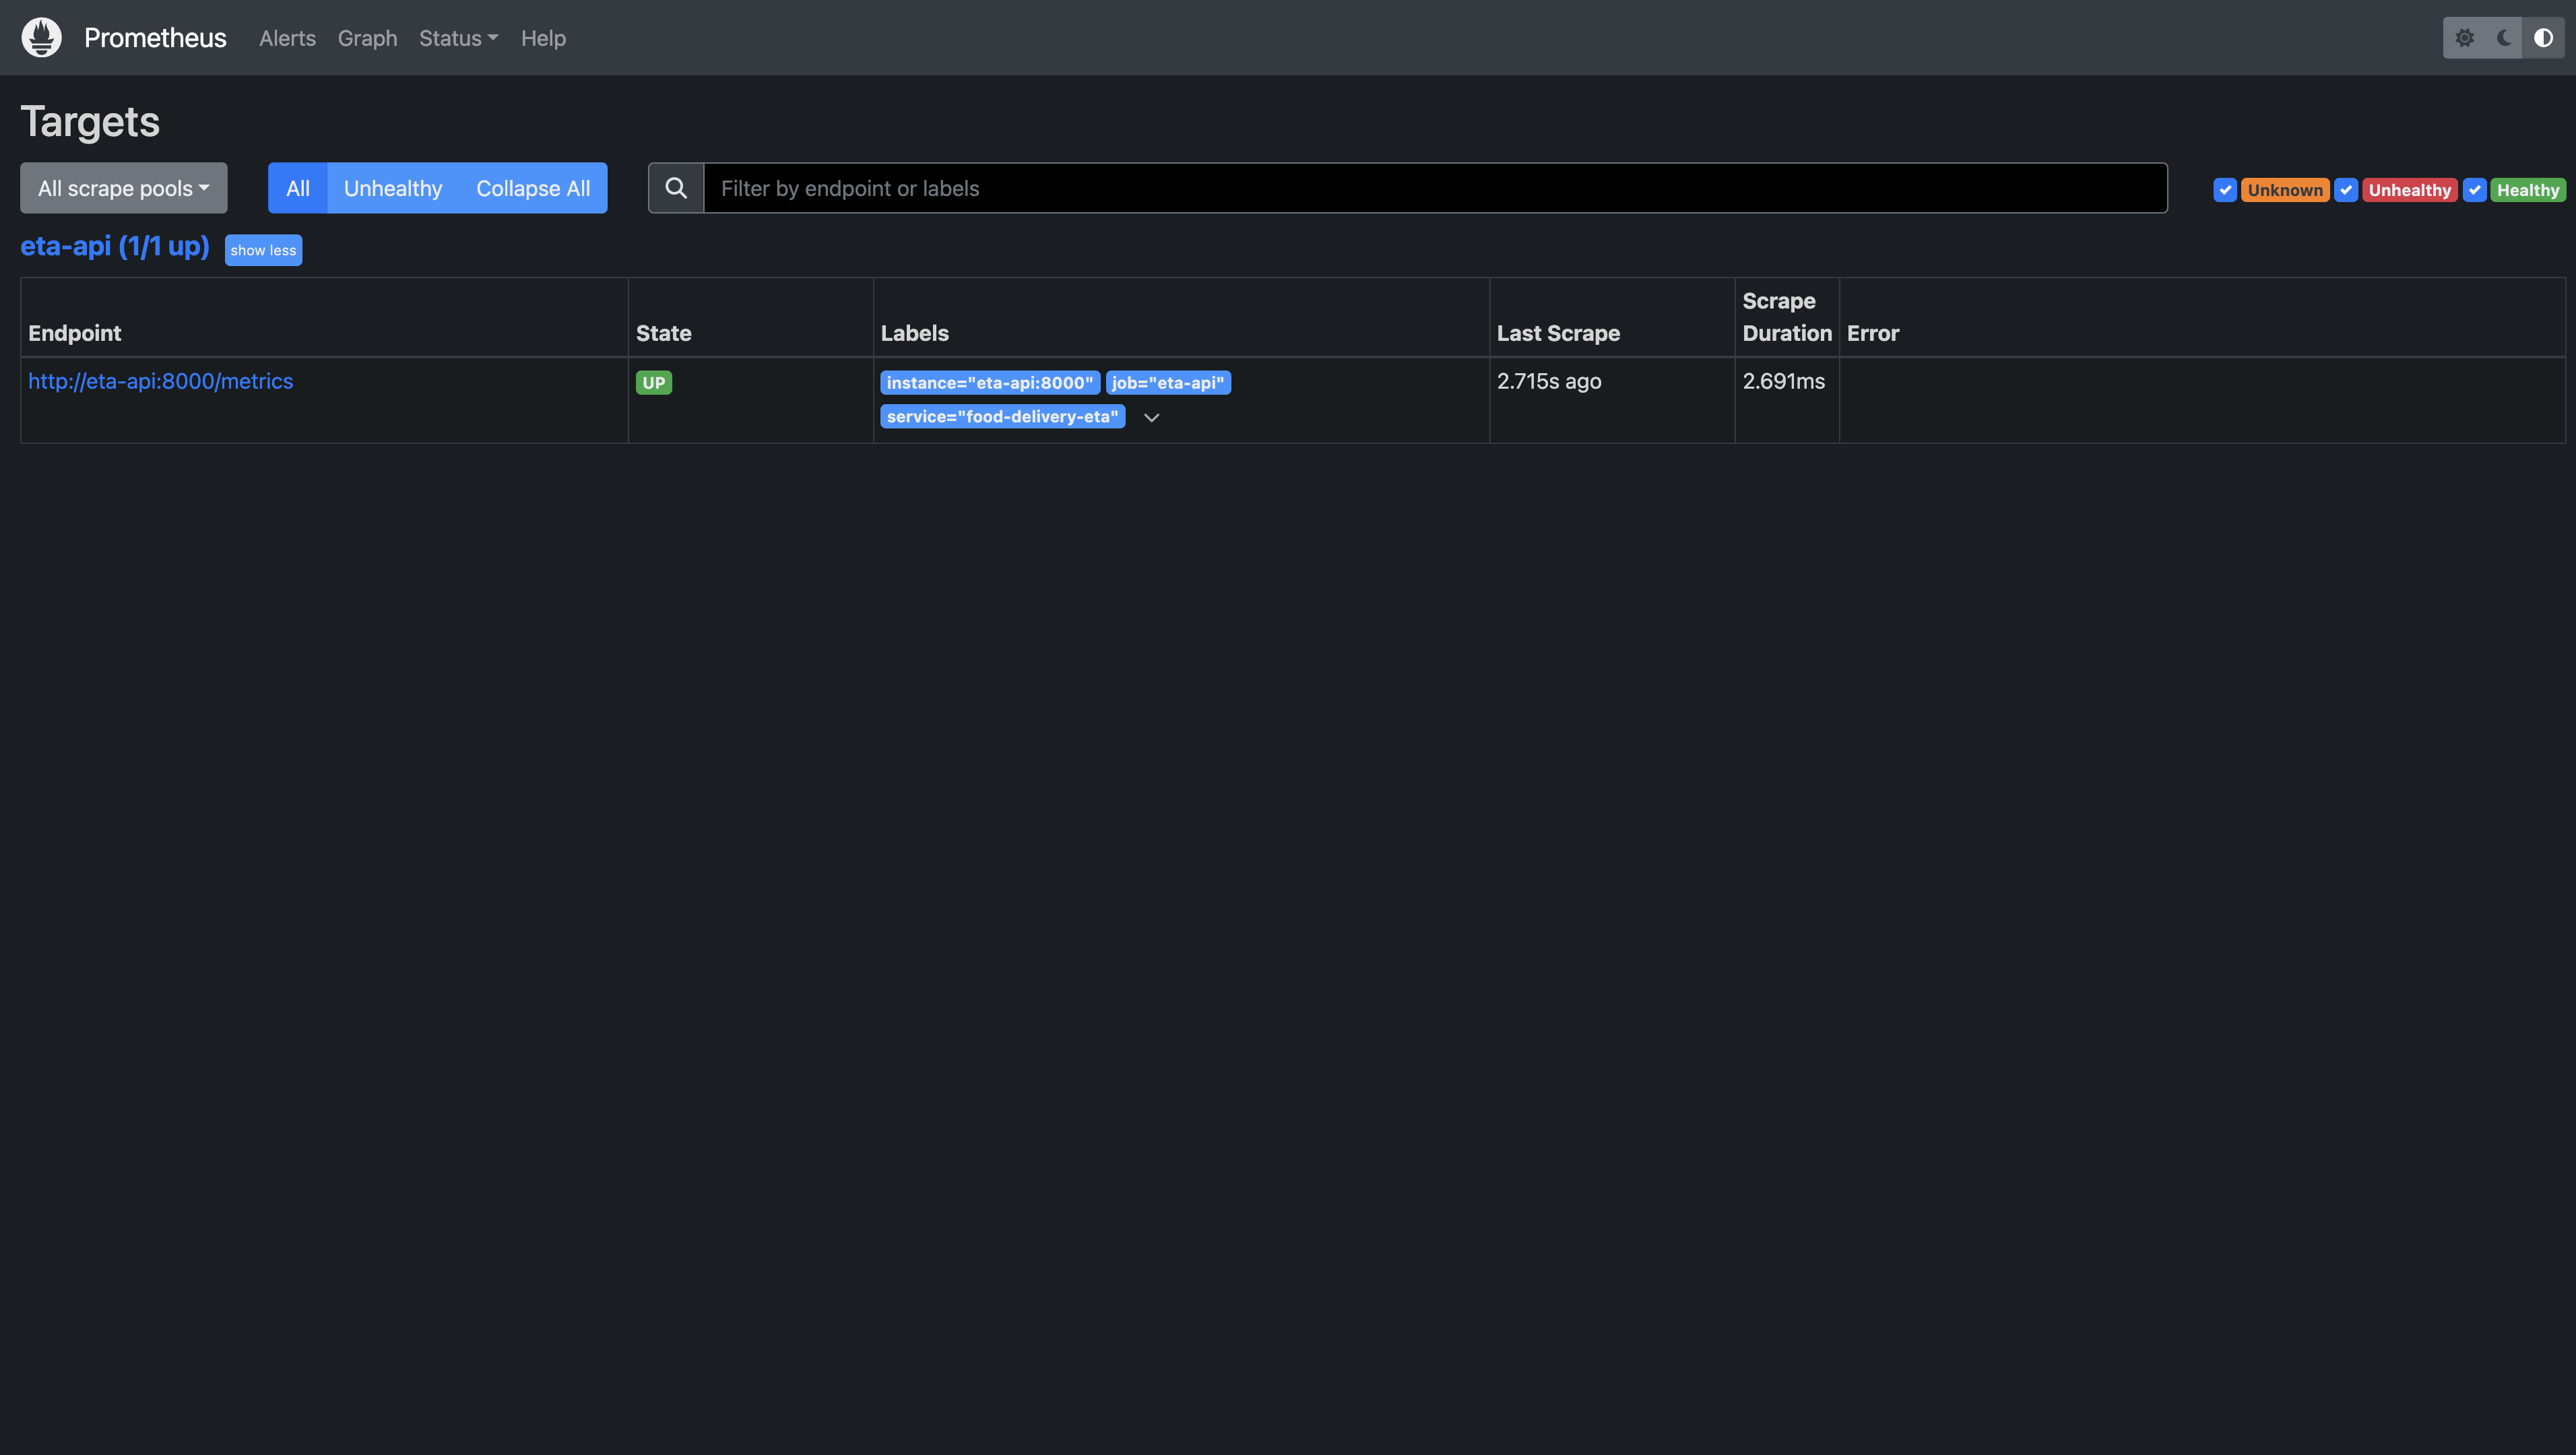 Prometheus Alerts Graph Status Help
Targets
All scrape pools All Unhealthy Collapse All Filter by endpoint or labels Unknown Unhealthy Healthy
eta-api (1/1 up) show less
Endpoint State Labels Last Scrape Scrape Duration Error
http://eta-api:8000/metrics UP instance="eta-api:8000" job="eta-api" 2.715s ago 2.691ms
service="food-delivery-eta"